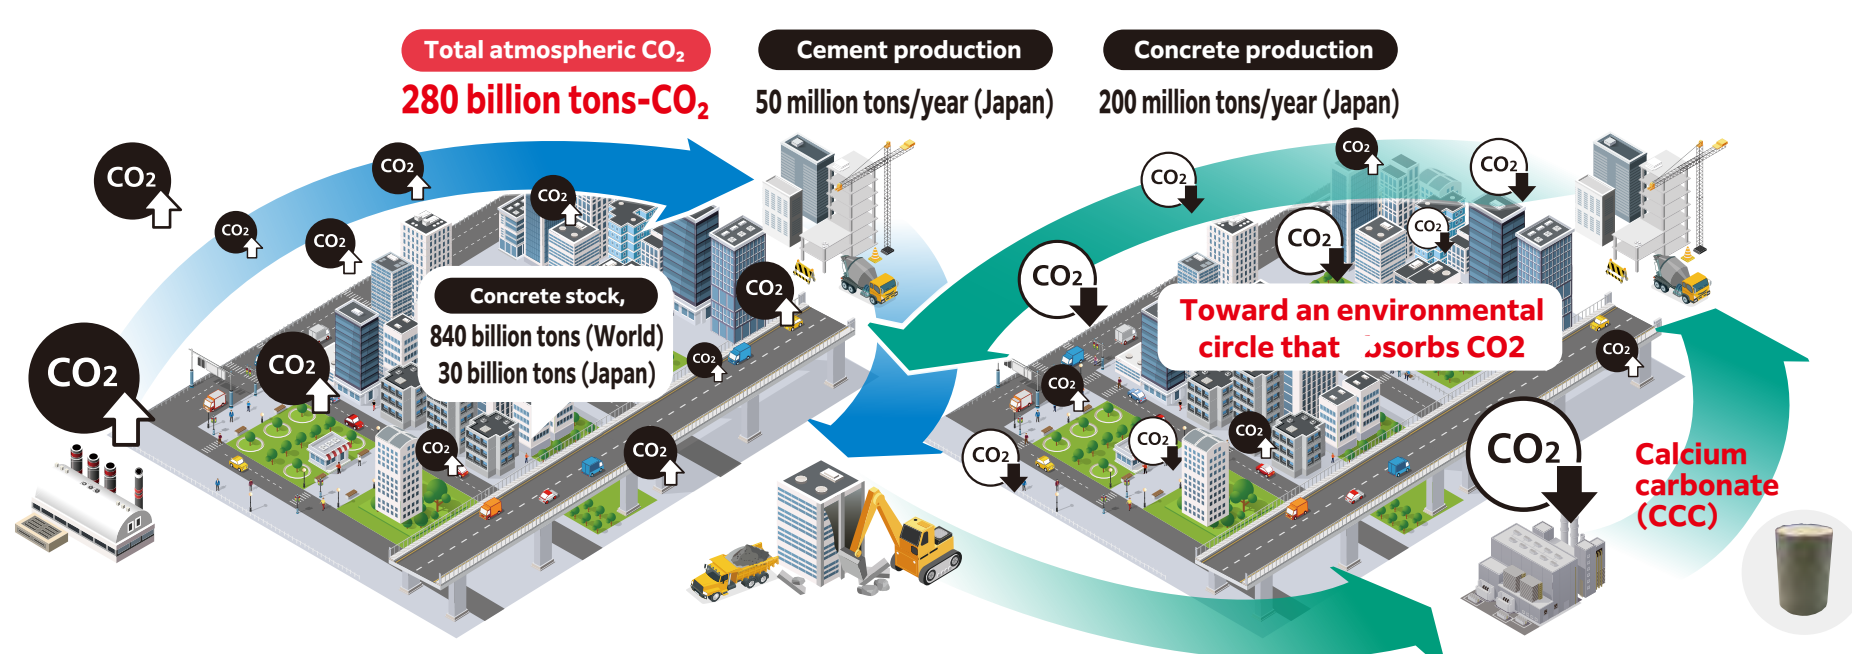 Total atmospheric CO₂
280 billion tons-CO₂
Cement production
50 million tons/year (Japan)
Concrete production
200 million tons/year (Japan)
CO2
CO2
CO2
CO2
CO2
CO2
CO2
CO2
CO2
CO2
CO2
CO2
Concrete stock,
840 billion tons (World)
30 billion tons (Japan)
CO2
CO2
CO2
CO2
CO2
CO2
Toward an environmental
circle that bsorbs CO2
CO2
CO2
CO2
CO2
CO2
CO2
Calcium
carbonate
(CCC)